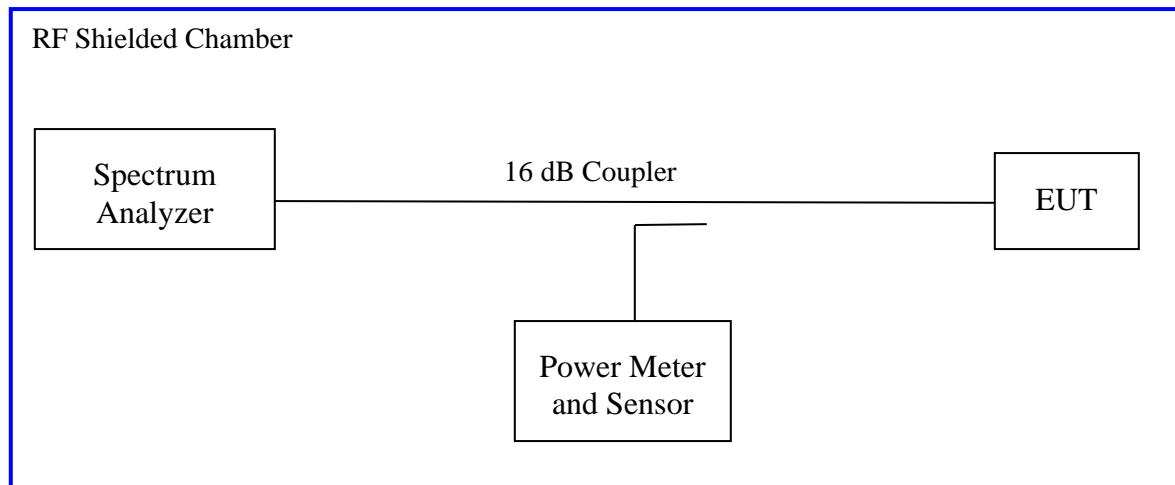 RF Shielded Chamber
Spectrum
Analyzer
16 dB Coupler
EUT
Power Meter
and Sensor